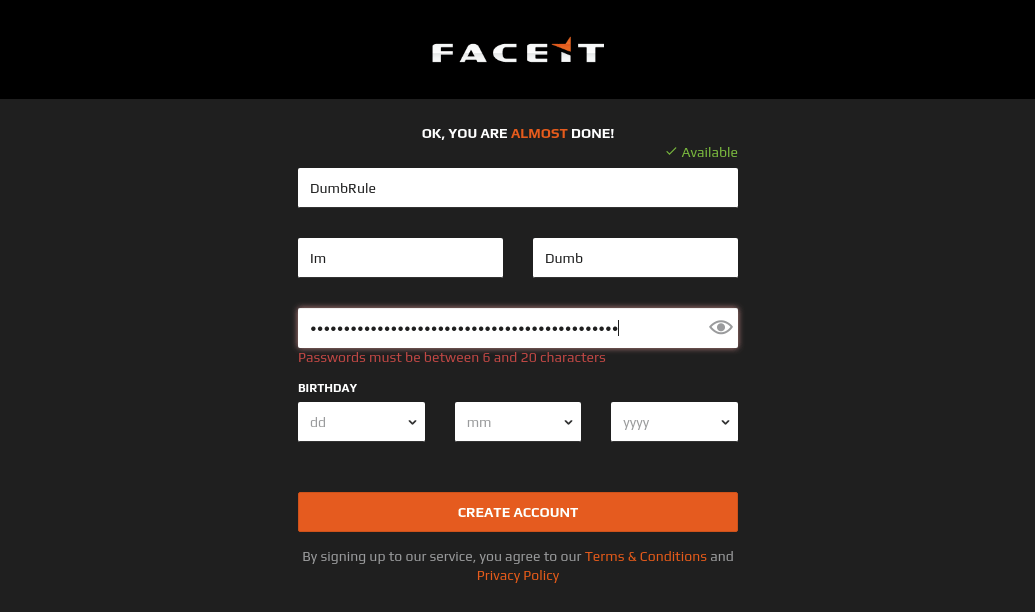 FACEIT
OK, YOU ARE ALMOST DONE!
Available
DumbRule
Im Dumb
Passwords must be between 6 and 20 characters
BIRTHDAY
dd mm yyyy
CREATE ACCOUNT
By signing up to our service, you agree to our Terms & Conditions and
Privacy Policy